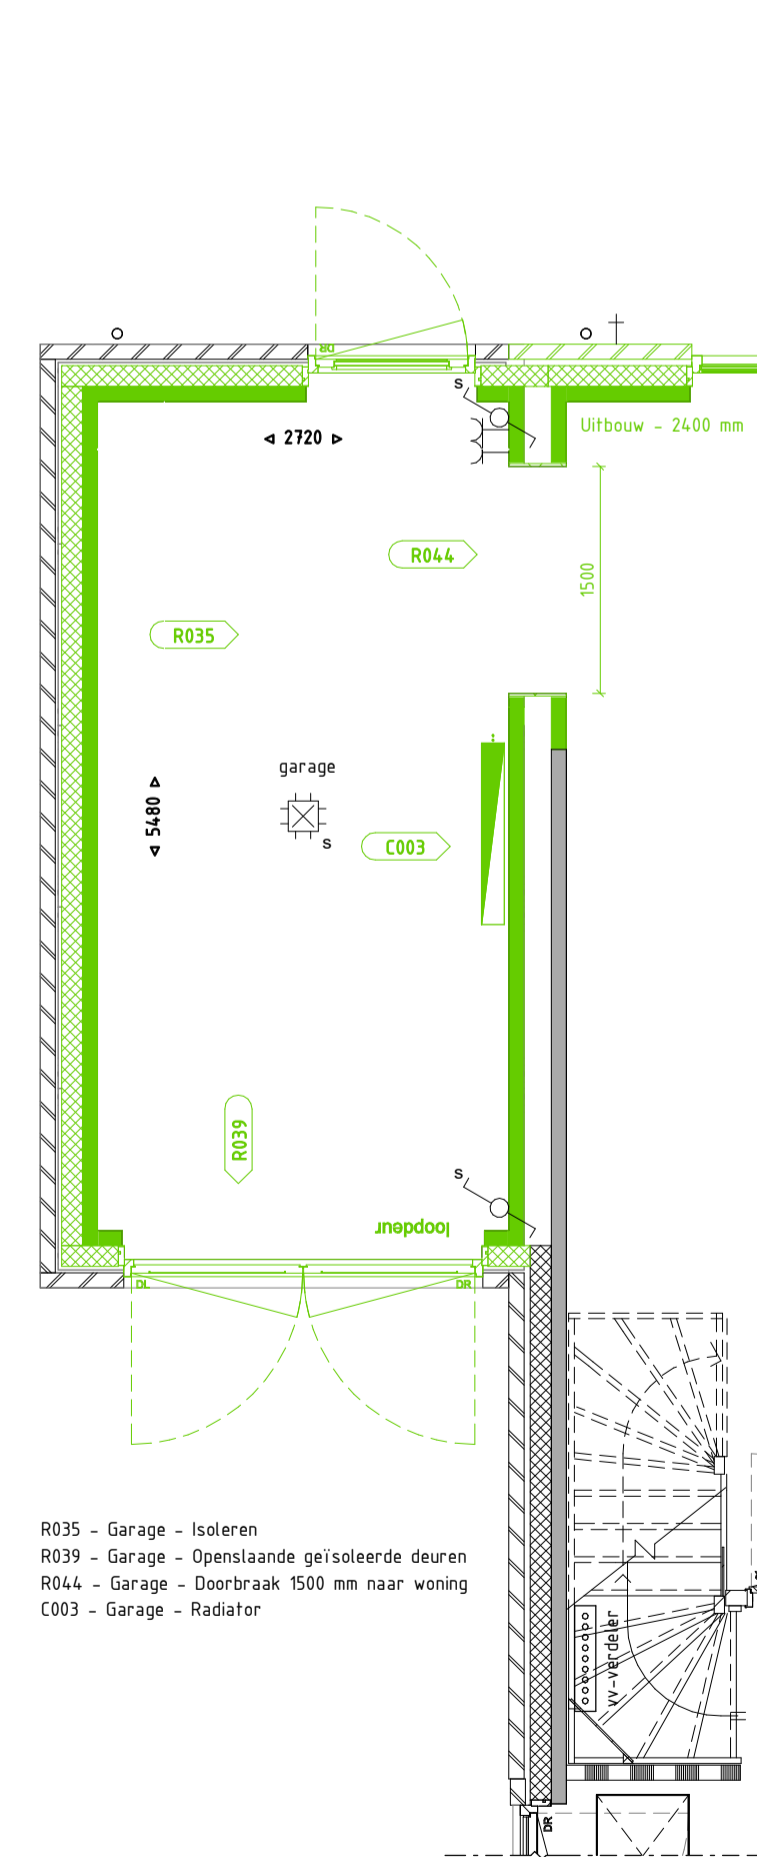 DR
S
Uitbouw - 2400 mm
2720
R044
1500
R035
garage
5480
S
C003
R039
S
loopdeur
DL
DR
R035 - Garage - Isoleren
R039 - Garage - Openslaande geïsoleerde deuren
R044 - Garage - Doorbraak 1500 mm naar woning
C003 - Garage - Radiator
vv-verdeler
DR